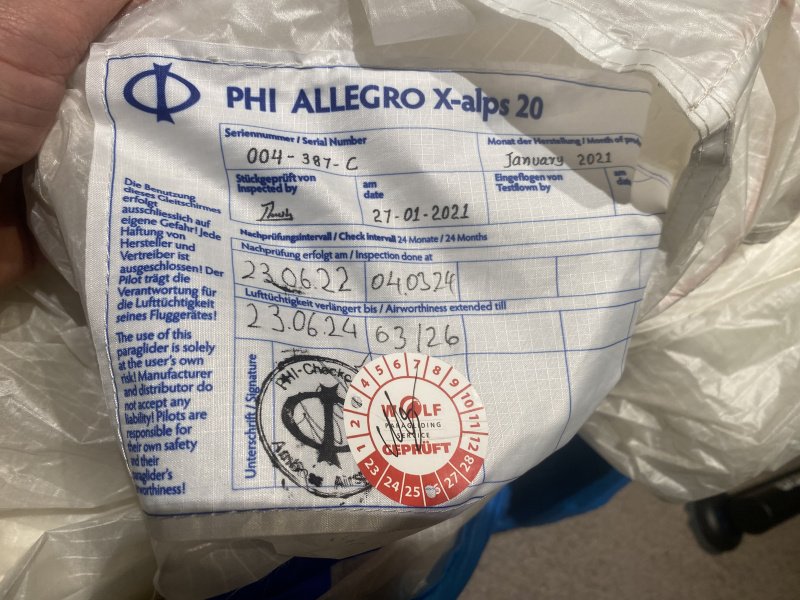 PHI ALLEGRO X-alps 20
Seriennummer / Serial Number
004-387-C
Monat der Herstellung / Month of
January 2021
Stückgeprüft von
Inspected by
am
date
27-01-2021
Eingeflogen von
Testflown by
am
date
Nachprüfungsintervall / Check intervall 24 Monate / 24 Months
Nachprüfung erfolgt am / Inspection done at
23.06.22 04.03.24
Lufttüchtigkeit verlängert bis / Airworthiness extended till
23.06.24 03/26
Unterschrift / Signature
Die Benutzung
dieses Gleitschirmes
erfolgt
ausschliesslich auf
eigene Gefahr! Jede
Haftung von
Hersteller und
Vertreiber ist
ausgeschlossen! Der
Pilot trägt die
Verantwortung für
die Lufttüchtigkeit
seines Fluggerätes!
The use of this
paraglider is solely
at the user's own
risk! Manufacturer
and distributor do
not accept any
liability! Pilots are
responsible for
their own safety
and their
paraglider's
airworthiness!
PHI-Checke
1 2 3 4 5 6 7 8 9 10 11 12
WOLF
PARAGLIDING
SERVICE
GEPRÜFT
23 24 25 26 27 28